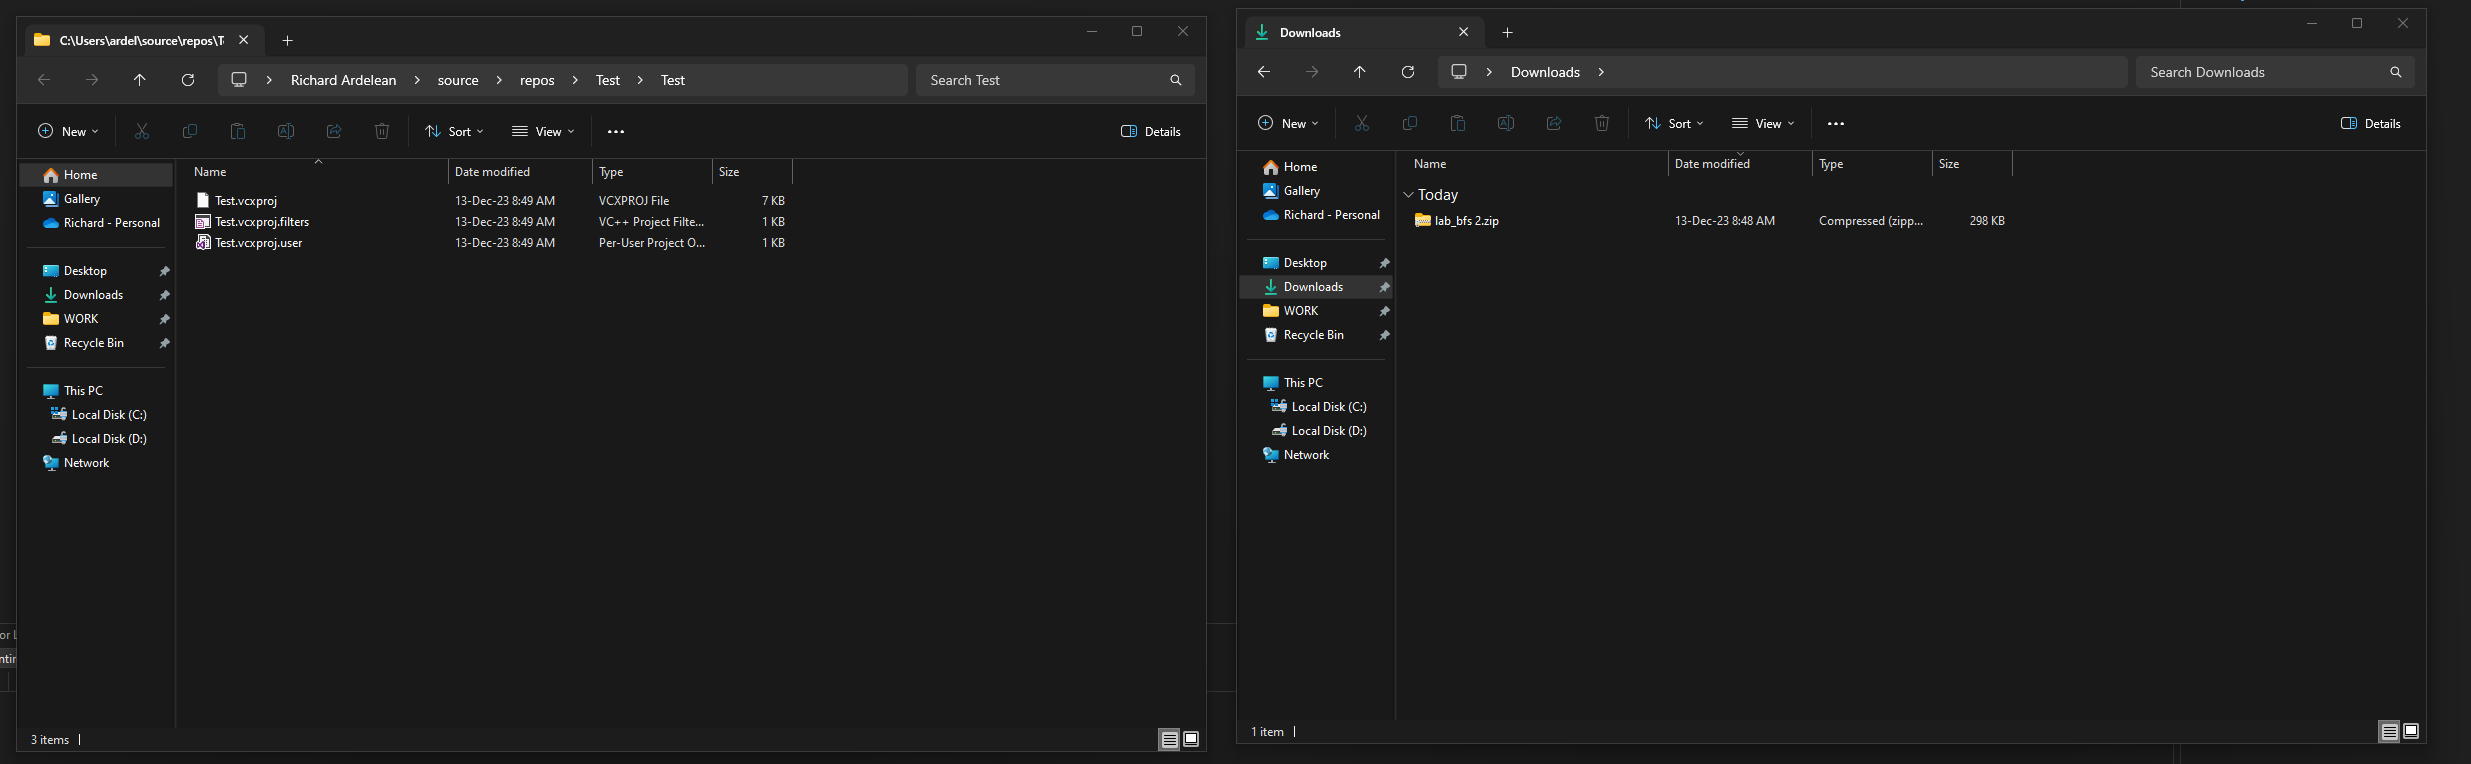 C:\Users\ardel\source\repos\T
Richard Ardelean > source > repos > Test > Test
Search Test
New
Sort
View
Details
Home
Gallery
Richard - Personal
Desktop
Downloads
WORK
Recycle Bin
This PC
Local Disk (C:)
Local Disk (D:)
Network
Name Date modified Type Size
Test.vcxproj 13-Dec-23 8:49 AM VCXPROJ File 7 KB
Test.vcxproj.filters 13-Dec-23 8:49 AM VC++ Project Filte... 1 KB
Test.vcxproj.user 13-Dec-23 8:49 AM Per-User Project O... 1 KB
or L
ntin
3 items
Downloads
Downloads >
Search Downloads
New
Sort
View
Details
Home
Gallery
Richard - Personal
Desktop
Downloads
WORK
Recycle Bin
This PC
Local Disk (C:)
Local Disk (D:)
Network
Name Date modified Type Size
Today
lab_bfs 2.zip 13-Dec-23 8:48 AM Compressed (zipp... 298 KB
1 item